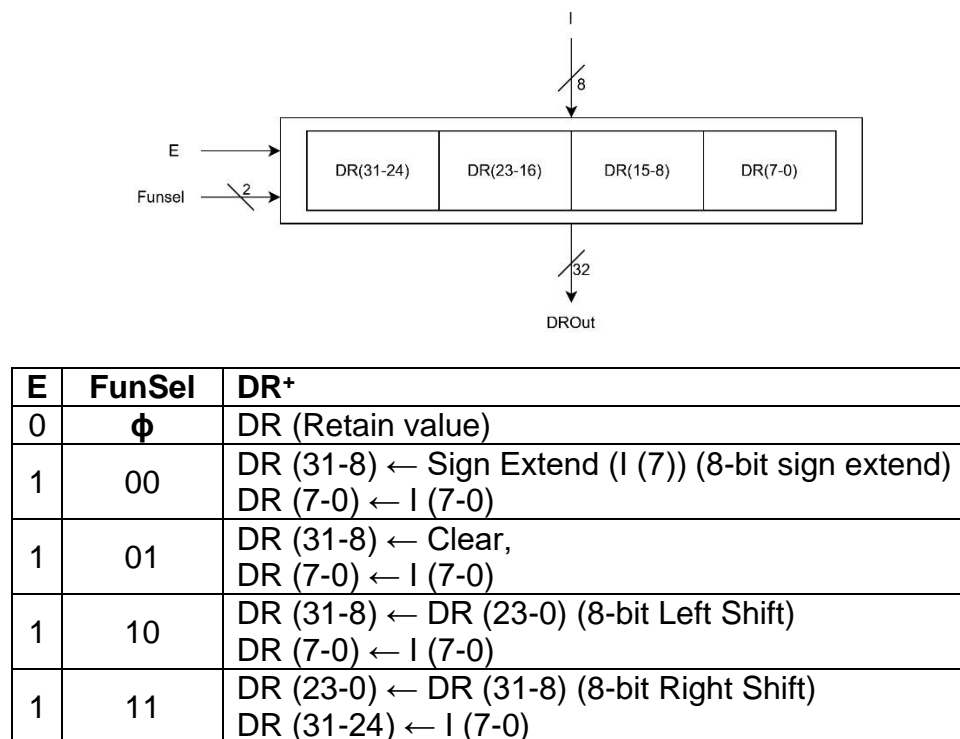 I
8
E
DR(31-24) DR(23-16) DR(15-8) DR(7-0)
Funsel 2
32
DROut
E FunSel DR+
0 ϕ DR (Retain value)
1 00 DR (31-8) ← Sign Extend (I (7)) (8-bit sign extend)
DR (7-0) ← I (7-0)
1 01 DR (31-8) ← Clear,
DR (7-0) ← I (7-0)
1 10 DR (31-8) ← DR (23-0) (8-bit Left Shift)
DR (7-0) ← I (7-0)
1 11 DR (23-0) ← DR (31-8) (8-bit Right Shift)
DR (31-24) ← I (7-0)